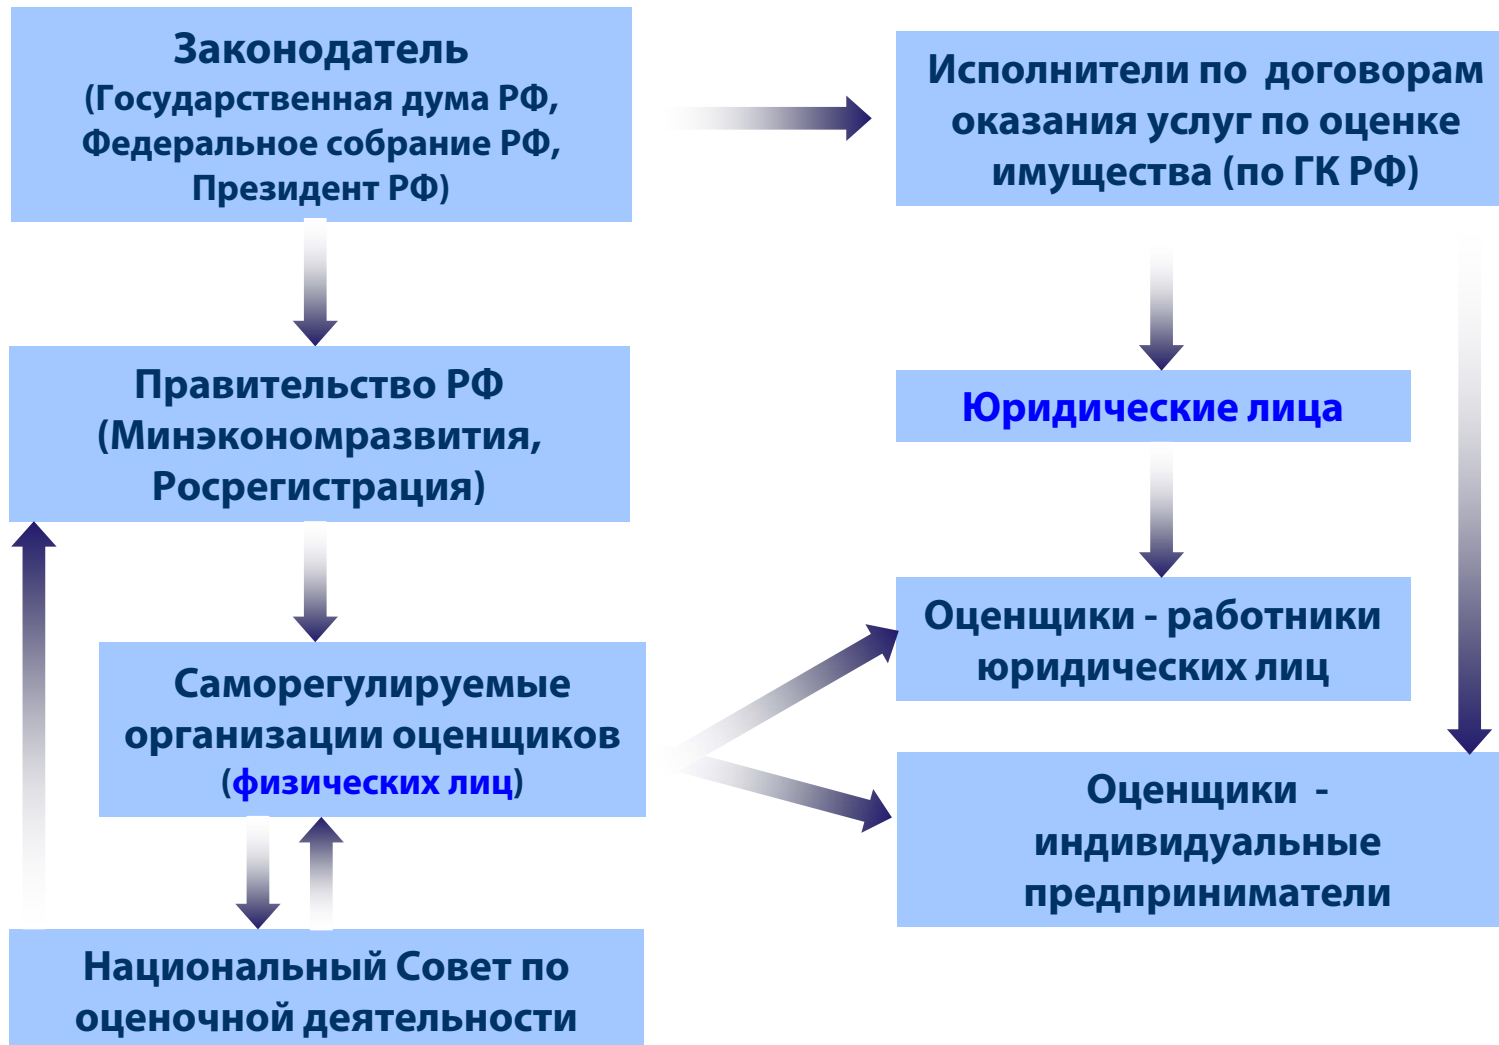 Законодатель
(Государственная дума РФ,
Федеральное собрание РФ,
Президент РФ)
Исполнители по договорам
оказания услуг по оценке
имущества (по ГК РФ)
Правительство РФ
(Минэкономразвития,
Росрегистрация)
Юридические лица
Саморегулируемые
организации оценщиков
(физических лиц)
Оценщики - работники
юридических лиц
Оценщики -
индивидуальные
предприниматели
Национальный Совет по
оценочной деятельности